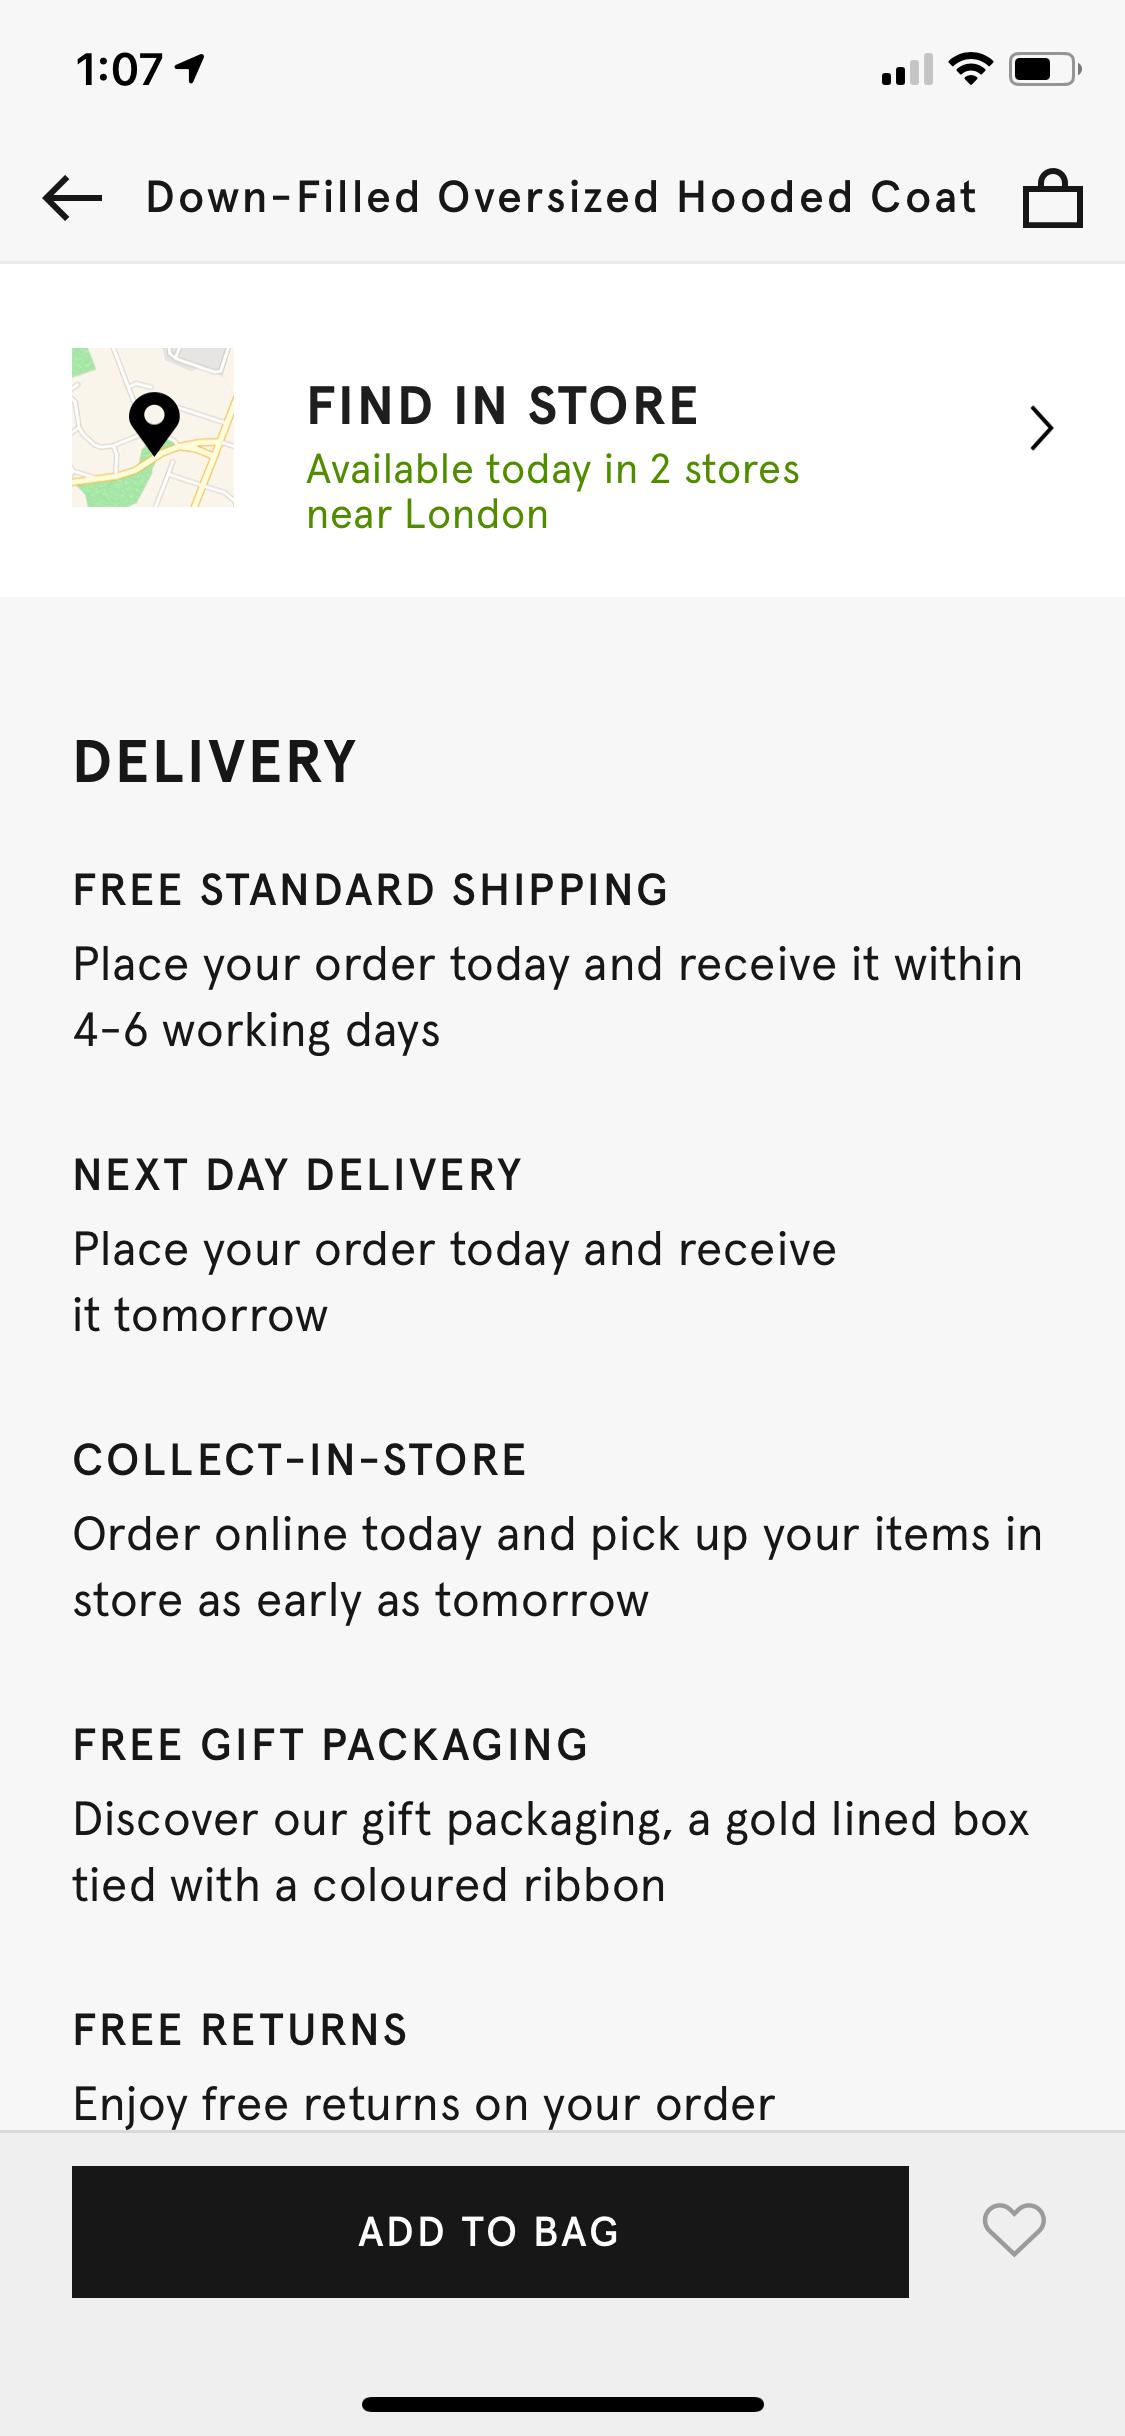 1:07
Down-Filled Oversized Hooded Coat
FIND IN STORE
Available today in 2 stores
near London
DELIVERY
FREE STANDARD SHIPPING
Place your order today and receive it within
4-6 working days
NEXT DAY DELIVERY
Place your order today and receive
it tomorrow
COLLECT-IN-STORE
Order online today and pick up your items in
store as early as tomorrow
FREE GIFT PACKAGING
Discover our gift packaging, a gold lined box
tied with a coloured ribbon
FREE RETURNS
Enjoy free returns on your order
ADD TO BAG